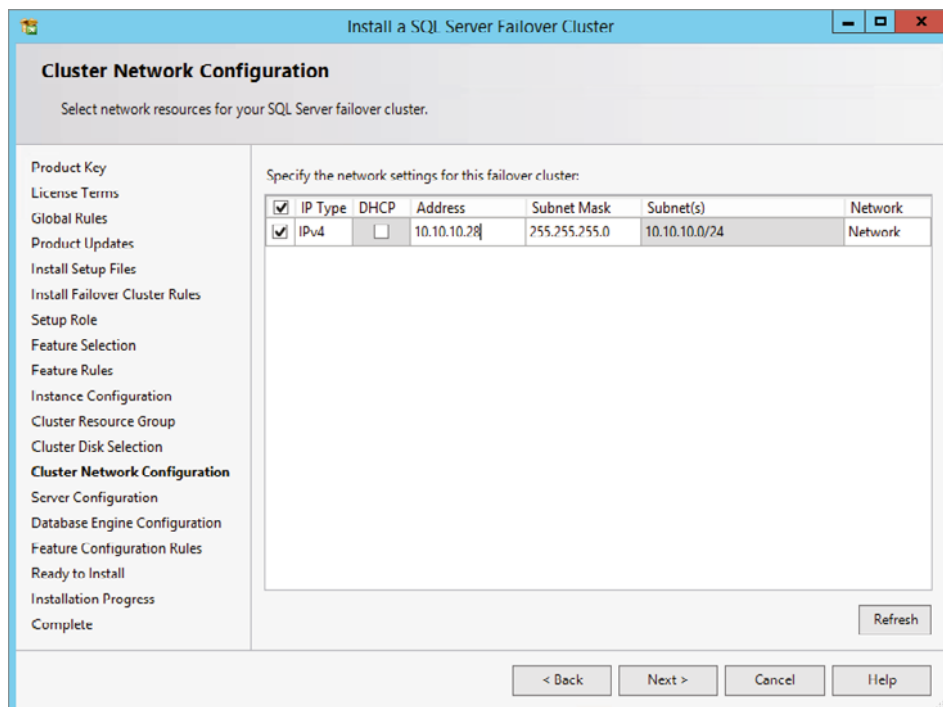 Install a SQL Server Failover Cluster
Cluster Network Configuration
Select network resources for your SQL Server failover cluster.
Product Key
License Terms
Global Rules
Product Updates
Install Setup Files
Install Failover Cluster Rules
Setup Role
Feature Selection
Feature Rules
Instance Configuration
Cluster Resource Group
Cluster Disk Selection
Cluster Network Configuration
Server Configuration
Database Engine Configuration
Feature Configuration Rules
Ready to Install
Installation Progress
Complete
Specify the network settings for this failover cluster:
IP Type DHCP Address Subnet Mask Subnet(s) Network
IPv4 10.10.10.28 255.255.255.0 10.10.10.0/24 Network
Refresh
< Back Next > Cancel Help